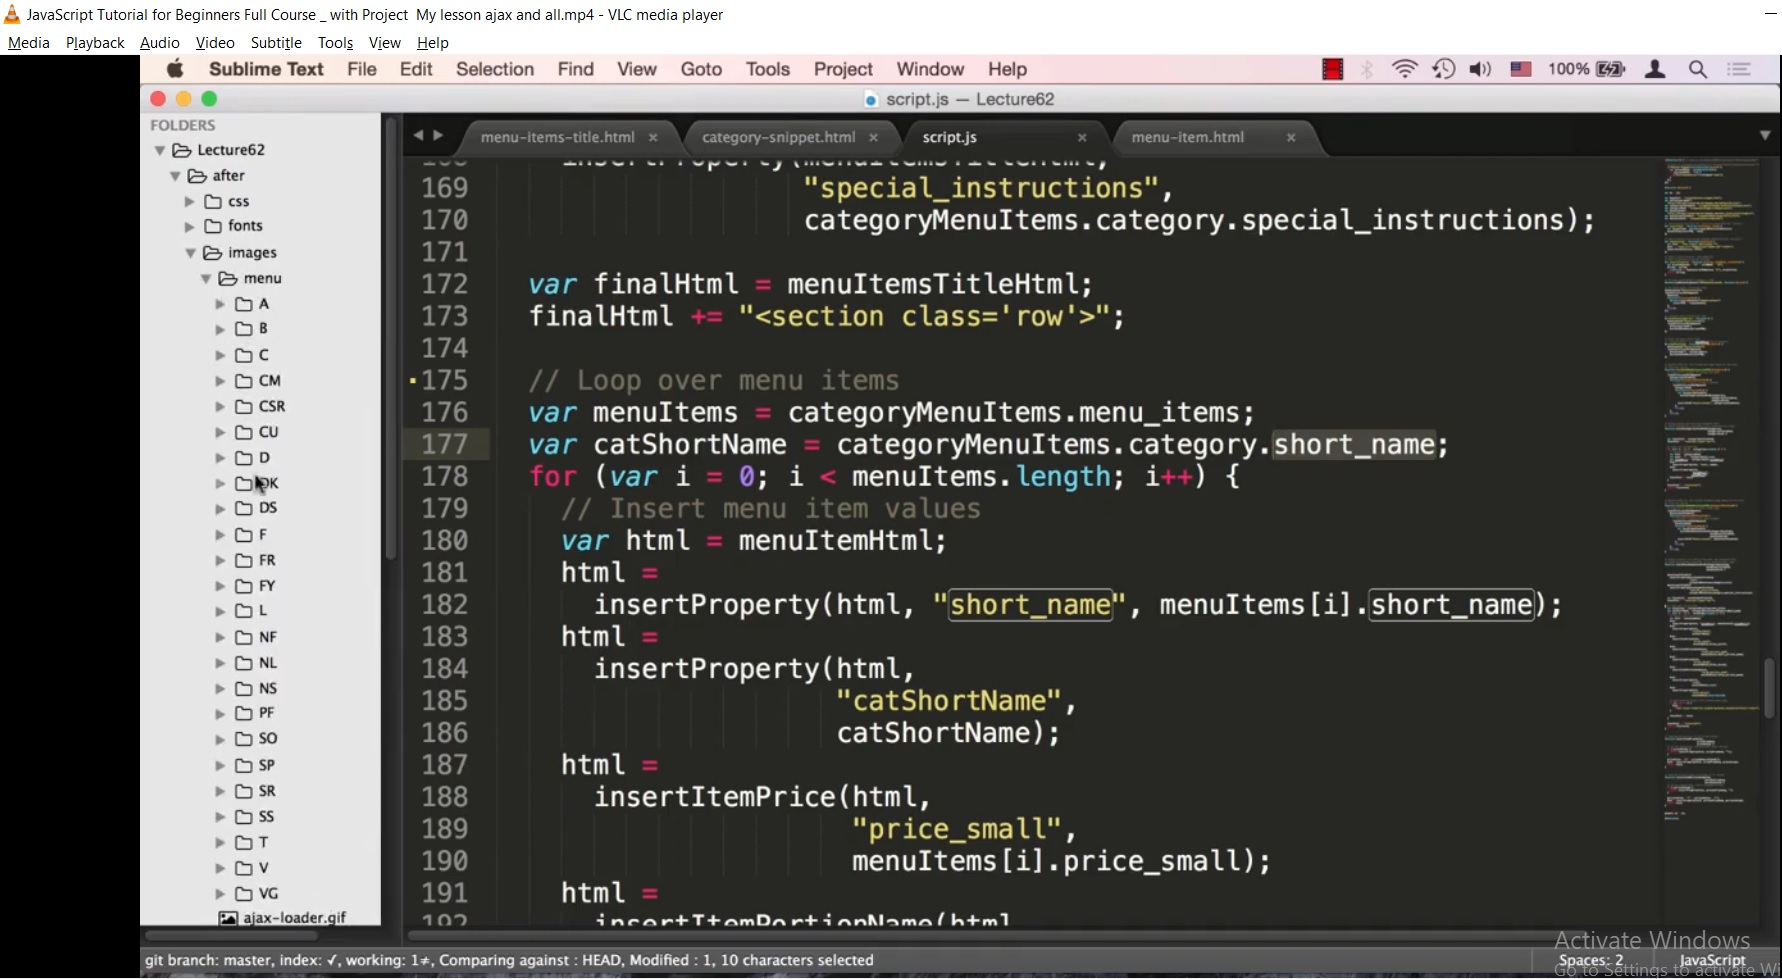 JavaScript Tutorial for Beginners Full Course _ with Project  My lesson ajax and all.mp4 - VLC media player
Media Playback Audio Video Subtitle Tools View Help
Sublime Text File Edit Selection Find View Goto Tools Project Window Help 100%
script.js — Lecture62
FOLDERS
Lecture62
after
css
fonts
images
menu
A
B
C
CM
CSR
CU
D
DK
DS
F
FR
FY
L
NF
NL
NS
PF
SO
SP
SR
SS
T
V
VG
ajax-loader.gif
menu-items-title.html × category-snippet.html × script.js × menu-item.html ×
168 insertProperty(menuItemsTitleHtml,
169 "special_instructions",
170 categoryMenuItems.category.special_instructions);
171
172 var finalHtml = menuItemsTitleHtml;
173 finalHtml += "<section class='row'>";
174
175 // Loop over menu items
176 var menuItems = categoryMenuItems.menu_items;
177 var catShortName = categoryMenuItems.category.short_name;
178 for (var i = 0; i < menuItems.length; i++) {
179 // Insert menu item values
180 var html = menuItemHtml;
181 html =
182 insertProperty(html, "short_name", menuItems[i].short_name);
183 html =
184 insertProperty(html,
185 "catShortName",
186 catShortName);
187 html =
188 insertItemPrice(html,
189 "price_small",
190 menuItems[i].price_small);
191 html =
192 insertItemPortionName(html,
git branch: master, index: ✓, working: 1≠, Comparing against : HEAD, Modified : 1, 10 characters selected
Spaces: 2 JavaScript
Activate Windows
Go to Settings to activate W